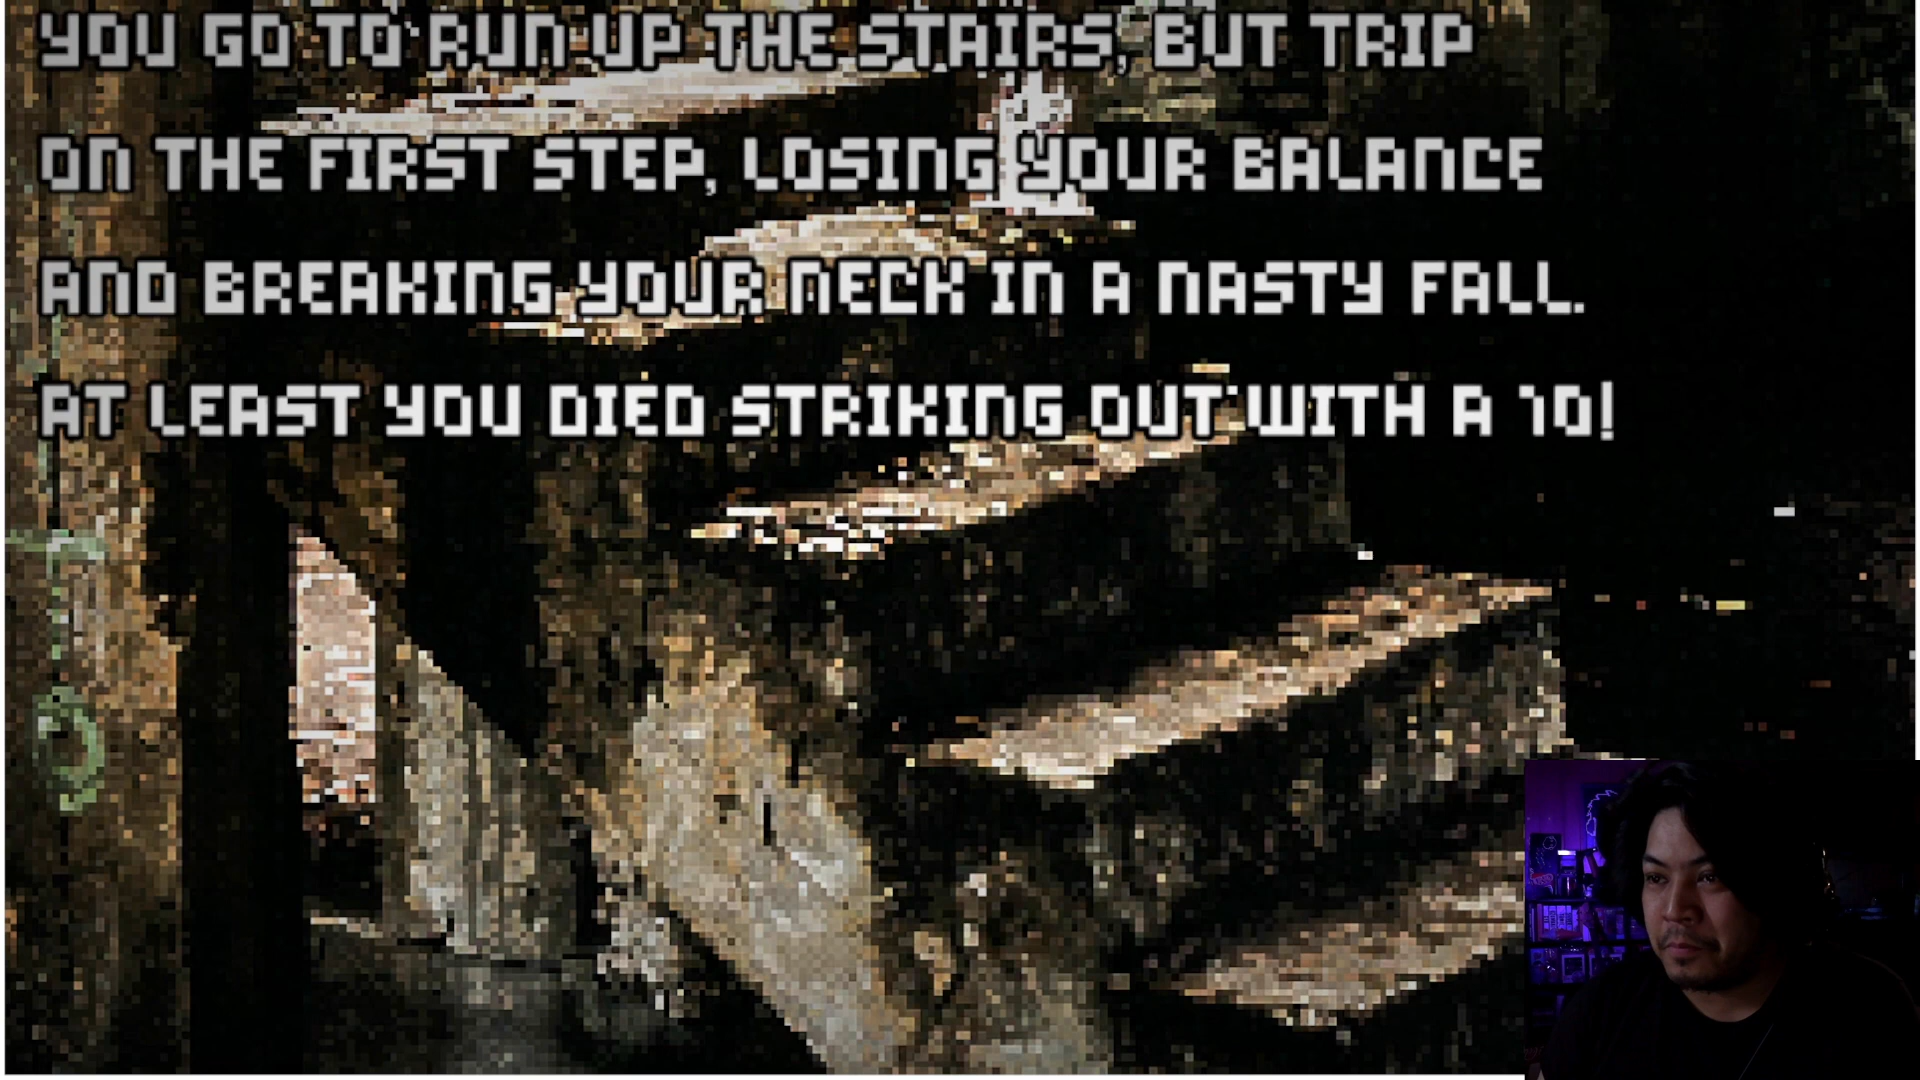 YOU GO TO RUN UP THE STAIRS, BUT TRIP
ON THE FIRST STEP, LOSING YOUR BALANCE
AND BREAKING YOUR NECK IN A NASTY FALL.
AT LEAST YOU DIED STRIKING OUT WITH A 10!